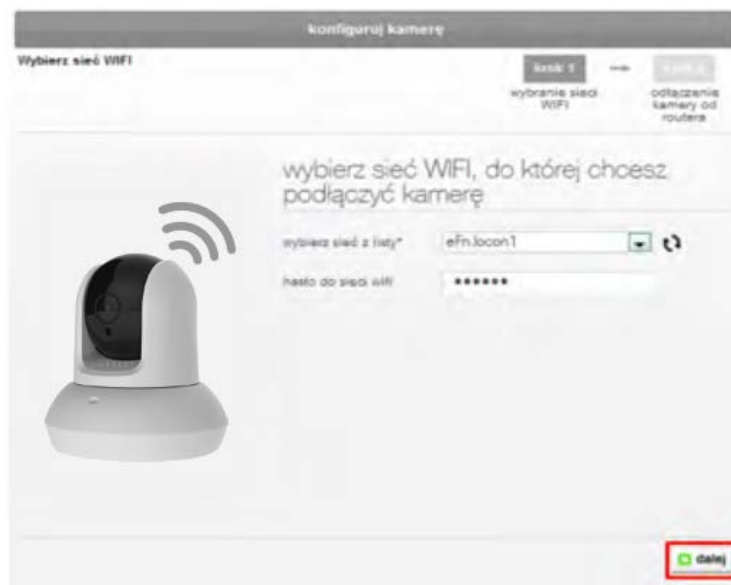 konfiguruj kamerę
Wybierz sieć WIFI
krok 1
wybranie sieci
WIFI
odłączenie
kamery od
routera
wybierz sieć WIFI, do której chcesz
podłączyć kamerę
wybierz sieć z listy*
eFn.locon1
hasło do sieci wifi
••••••
dalej